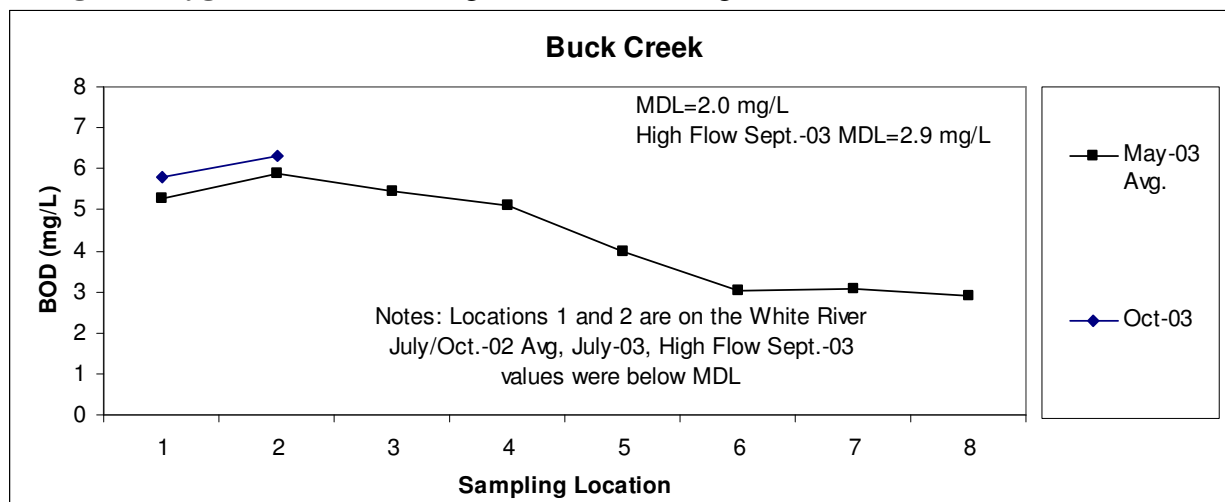 Buck Creek
8
7
6
5
4
3
2
1
0
BOD (mg/L)
MDL=2.0 mg/L
High Flow Sept.-03 MDL=2.9 mg/L
Notes: Locations 1 and 2 are on the White River
July/Oct.-02 Avg, July-03, High Flow Sept.-03
values were below MDL
1 2 3 4 5 6 7 8
Sampling Location
May-03
Avg.
Oct-03